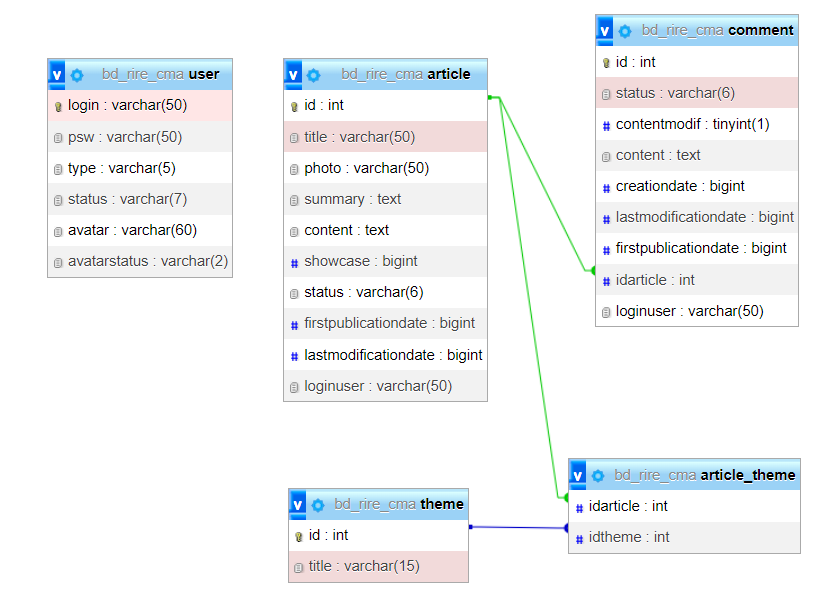 v bd_rire_cma user
login : varchar(50)
psw : varchar(50)
type : varchar(5)
status : varchar(7)
avatar : varchar(60)
avatarstatus : varchar(2)
v bd_rire_cma article
id : int
title : varchar(50)
photo : varchar(50)
summary : text
content : text
# showcase : bigint
status : varchar(6)
# firstpublicationdate : bigint
# lastmodificationdate : bigint
loginuser : varchar(50)
v bd_rire_cma comment
id : int
status : varchar(6)
# contentmodif : tinyint(1)
content : text
# creationdate : bigint
# lastmodificationdate : bigint
# firstpublicationdate : bigint
# idarticle : int
loginuser : varchar(50)
v bd_rire_cma theme
id : int
title : varchar(15)
v bd_rire_cma article_theme
# idarticle : int
# idtheme : int